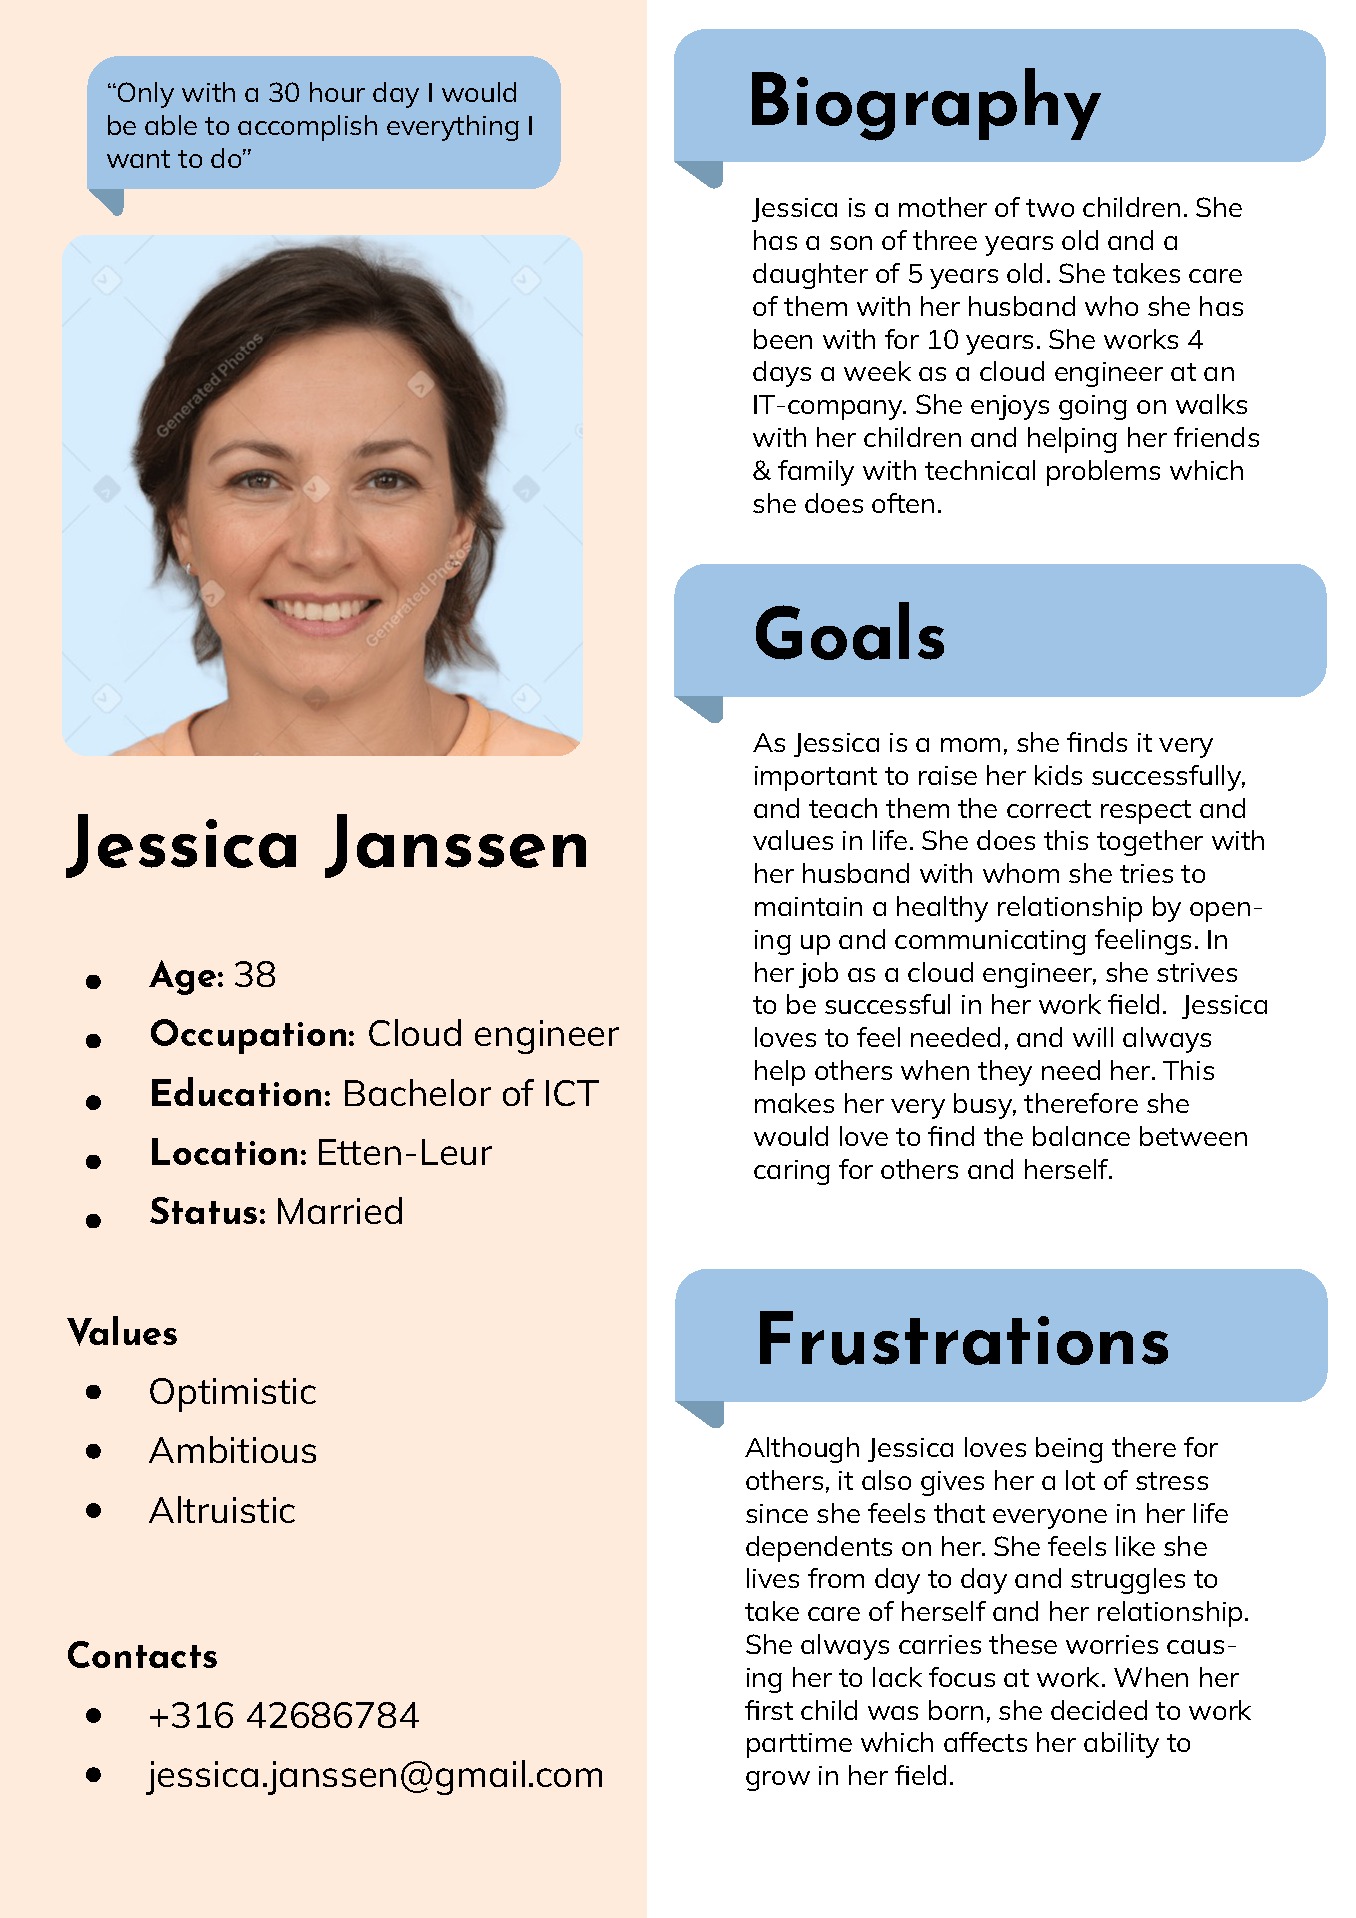 “Only with a 30 hour day I would
be able to accomplish everything I
want to do”
Generated Photos
Generated Photos
Jessica Janssen
Age: 38
Occupation: Cloud engineer
Education: Bachelor of ICT
Location: Etten-Leur
Status: Married
Values
Optimistic
Ambitious
Altruistic
Contacts
+316 42686784
jessica.janssen@gmail.com
Biography
Jessica is a mother of two children. She
has a son of three years old and a
daughter of 5 years old. She takes care
of them with her husband who she has
been with for 10 years. She works 4
days a week as a cloud engineer at an
IT-company. She enjoys going on walks
with her children and helping her friends
& family with technical problems which
she does often.
Goals
As Jessica is a mom, she finds it very
important to raise her kids successfully,
and teach them the correct respect and
values in life. She does this together with
her husband with whom she tries to
maintain a healthy relationship by open-
ing up and communicating feelings. In
her job as a cloud engineer, she strives
to be successful in her work field.  Jessica
loves to feel needed, and will always
help others when they need her. This
makes her very busy, therefore she
would love to find the balance between
caring for others and herself.
Frustrations
Although Jessica loves being there for
others, it also gives her a lot of stress
since she feels that everyone in her life
dependents on her. She feels like she
lives from day to day and struggles to
take care of herself and her relationship.
She always carries these worries caus-
ing her to lack focus at work. When her
first child was born, she decided to work
parttime which affects her ability to
grow in her field.